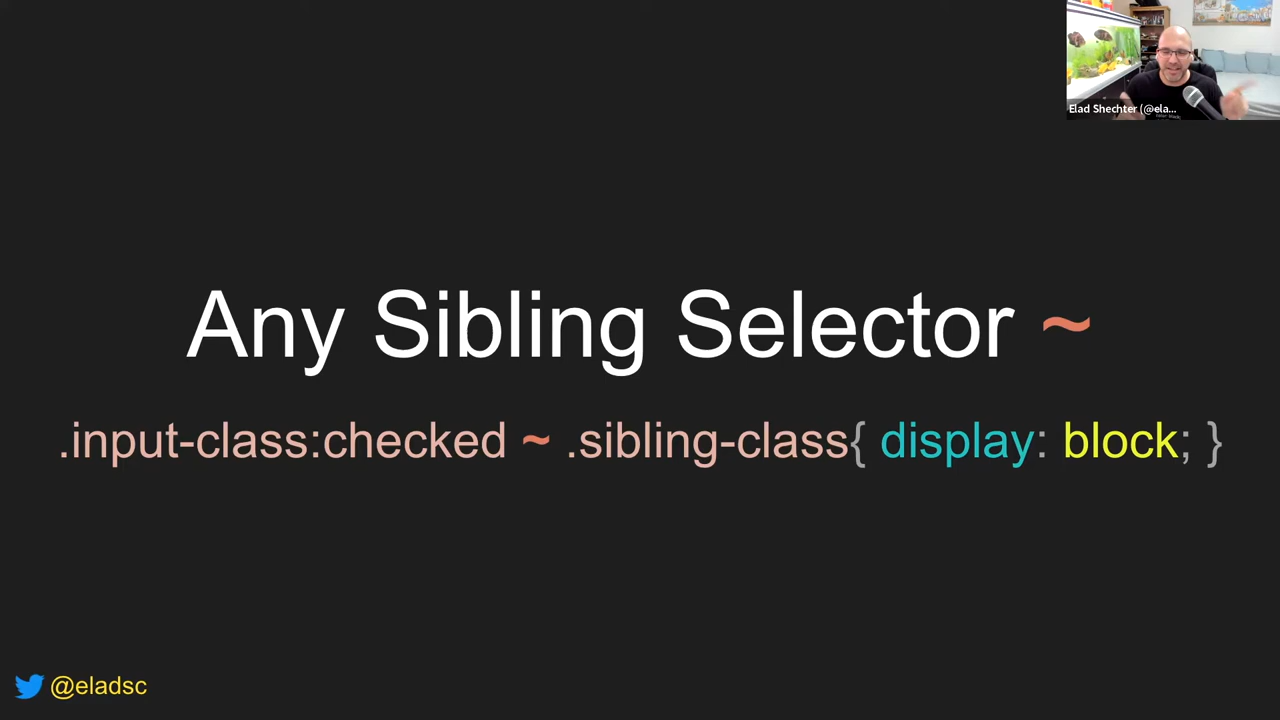 Elad Shechter (@ela...
Any Sibling Selector ~
.input-class:checked ~ .sibling-class{ display: block; }
@eladsc